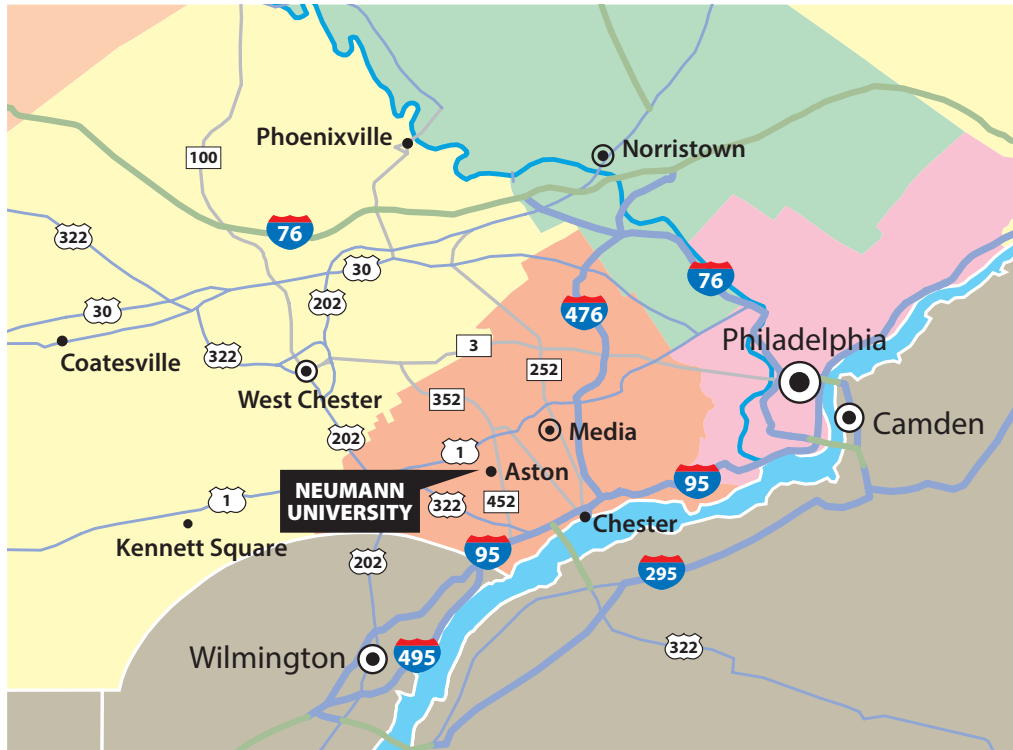 Phoenixville
Norristown
100
322
76
30
202
76
476
30
Philadelphia
322
3
Coatesville
252
West Chester
352
Camden
Media
202
1
Aston
95
NEUMANN
UNIVERSITY
1
322
452
Chester
Kennett Square
95
202
295
322
Wilmington
495